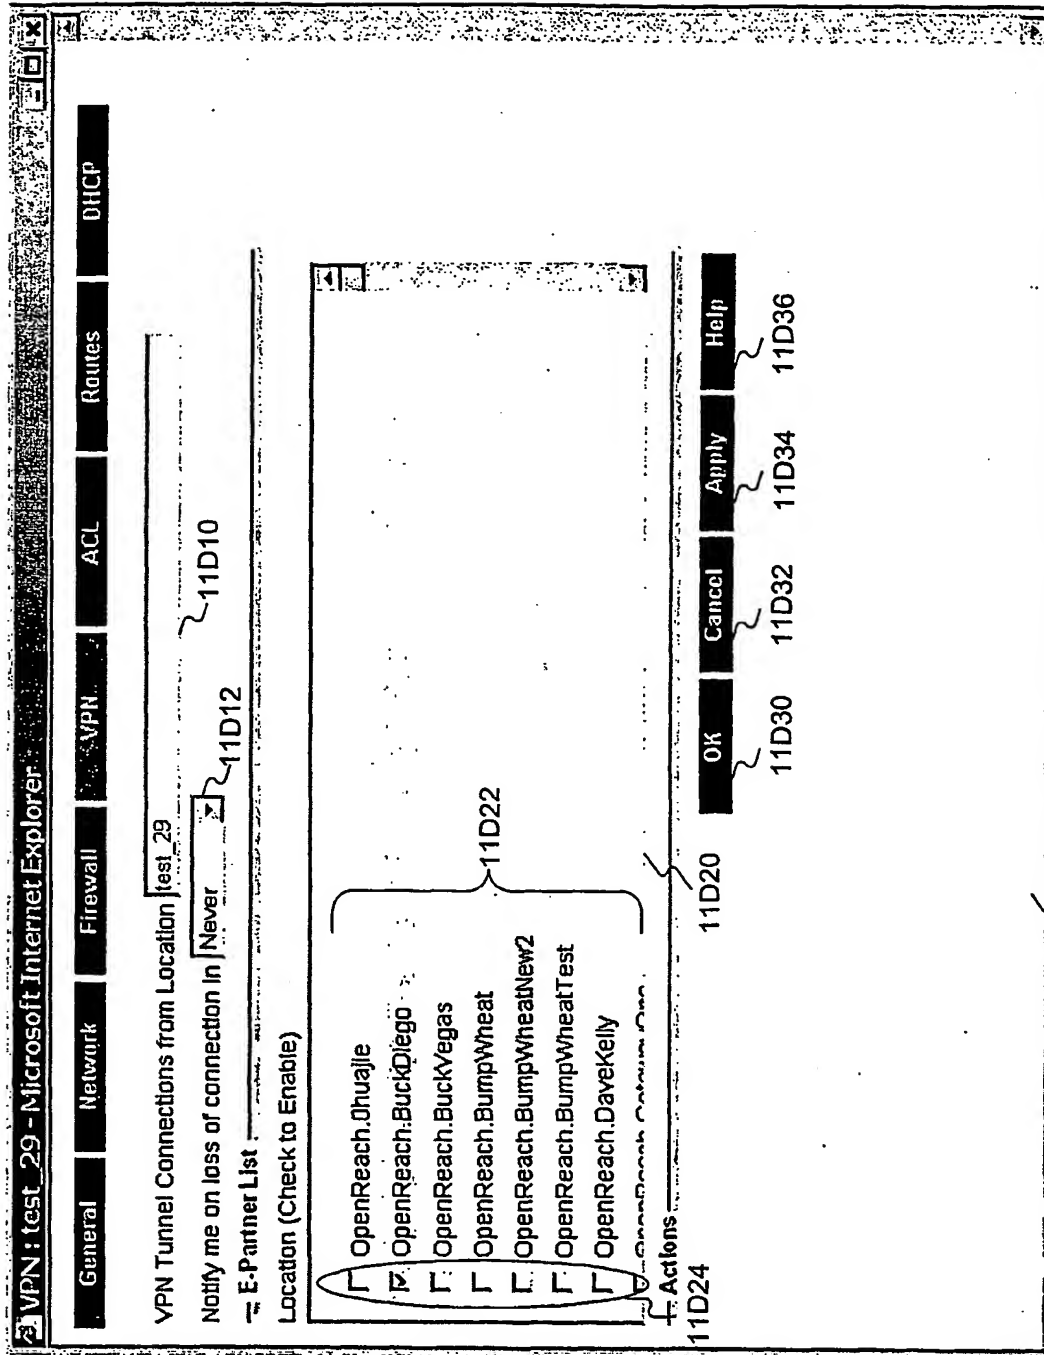 VPN : test_29 - Microsoft Internet Explorer
General Network Firewall VPN ACL Routes DHCP
VPN Tunnel Connections from Location test_29
11D10
Notify me on loss of connection in Never
11D12
E-Partner List
Location (Check to Enable)
OpenReach.0huajie
OpenReach.BuckDiego
OpenReach.BuckVegas
OpenReach.BumpWheat
11D22
OpenReach.BumpWheatNew2
OpenReach.BumpWheatTest
OpenReach.DaveKelly
11D20
Actions
11D24
OK Cancel Apply Help
11D30 11D32 11D34 11D36